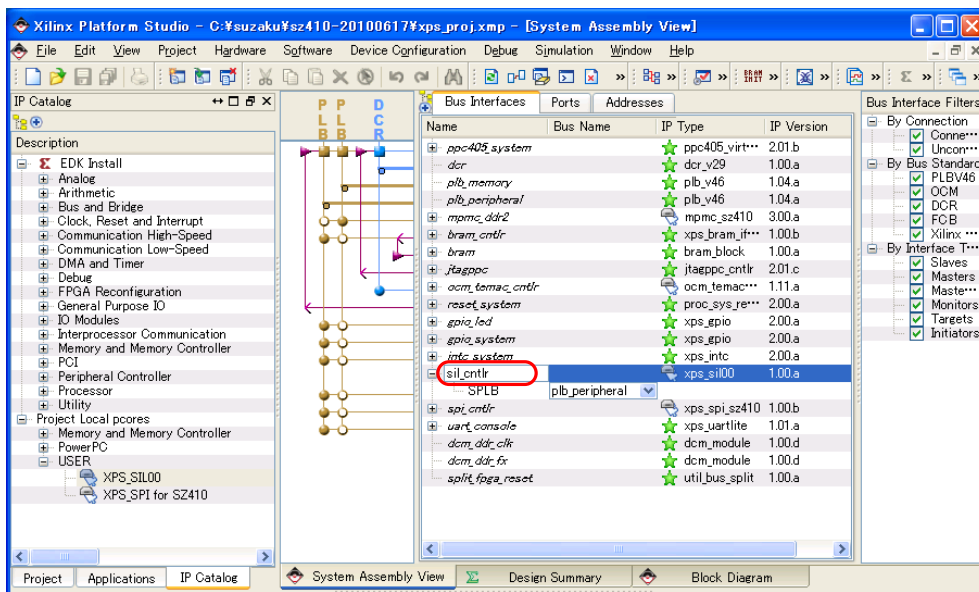 Xilinx Platform Studio - C:¥suzaku¥sz410-20100617¥xps_proj.xmp - [System Assembly View]
File Edit View Project Hardware Software Device Configuration Debug Simulation Window Help
IP Catalog
Description
EDK Install
Analog
Arithmetic
Bus and Bridge
Clock, Reset and Interrupt
Communication High-Speed
Communication Low-Speed
DMA and Timer
Debug
FPGA Reconfiguration
General Purpose IO
IO Modules
Interprocessor Communication
Memory and Memory Controller
PCI
Peripheral Controller
Processor
Utility
Project Local pcores
Memory and Memory Controller
PowerPC
USER
XPS_SIL00
XPS_SPI for SZ410
Project Applications IP Catalog
P P D
L L C
B B R
Bus Interfaces Ports Addresses
Name Bus Name IP Type IP Version
ppc405_system ppc405_virt… 2.01.b
dcr dcr_v29 1.00.a
plb_memory plb_v46 1.04.a
plb_peripheral plb_v46 1.04.a
mpmc_ddr2 mpmc_sz410 3.00.a
bram_cntlr xps_bram_if… 1.00.b
bram bram_block 1.00.a
jtagppc jtagppc_cntlr 2.01.c
ocm_temac_cntlr ocm_temac… 1.11.a
reset_system proc_sys_re… 2.00.a
gpio_led xps_gpio 2.00.a
gpio_system xps_gpio 2.00.a
intc_system xps_intc 2.00.a
sil_cntlr xps_sil00 1.00.a
SPLB plb_peripheral
spi_cntlr xps_spi_sz410 1.00.b
uart_console xps_uartlite 1.01.a
dcm_ddr_clk dcm_module 1.00.d
dcm_ddr_fx dcm_module 1.00.d
split_fpga_reset util_bus_split 1.00.a
System Assembly View Design Summary Block Diagram
Bus Interface Filters
By Connection
Conne…
Uncon…
By Bus Standard
PLBV46
OCM
DCR
FCB
Xilinx …
By Interface T…
Slaves
Masters
Maste…
Monitors
Targets
Initiators